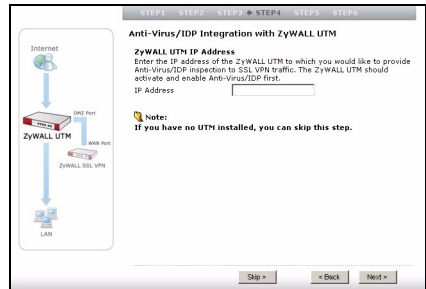 STEP1 STEP2 STEP3 STEP4 STEP5 STEP6
Anti-Virus/IDP Integration with ZyWALL UTM
ZyWALL UTM IP Address
Enter the IP address of the ZyWALL UTM to which you would like to provide
Anti-Virus/IDP inspection to SSL VPN traffic. The ZyWALL UTM should
activate and enable Anti-Virus/IDP first.
IP Address
Note:
If you have no UTM installed, you can skip this step.
Internet
DMZ Port
ZyWALL UTM
WAN Port
ZyWALL SSL VPN
LAN
Skip >
< Back
Next >